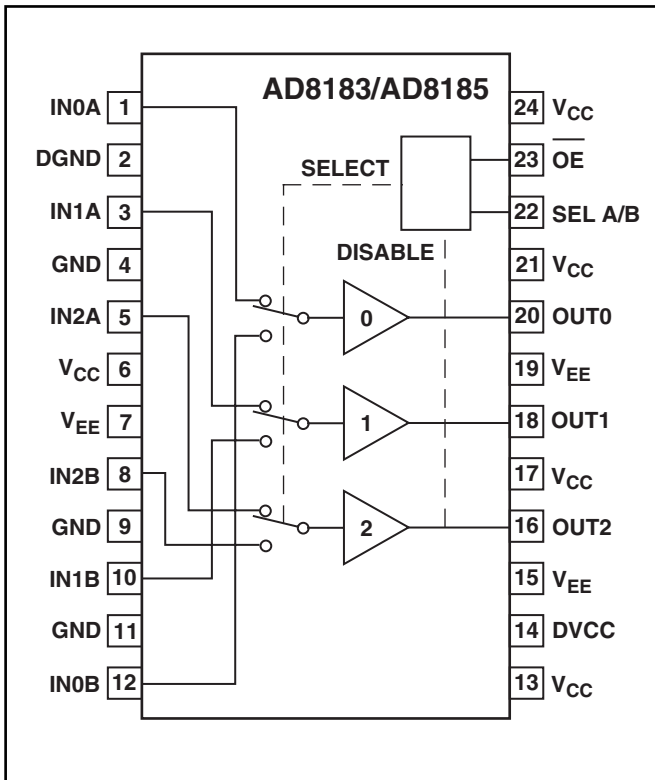 AD8183/AD8185
IN0A 1
24 VCC
DGND 2
23 OE
SELECT
IN1A 3
22 SEL A/B
DISABLE
GND 4
21 VCC
IN2A 5
0
20 OUT0
VCC 6
19 VEE
VEE 7
1
18 OUT1
IN2B 8
17 VCC
GND 9
2
16 OUT2
IN1B 10
15 VEE
GND 11
14 DVCC
IN0B 12
13 VCC